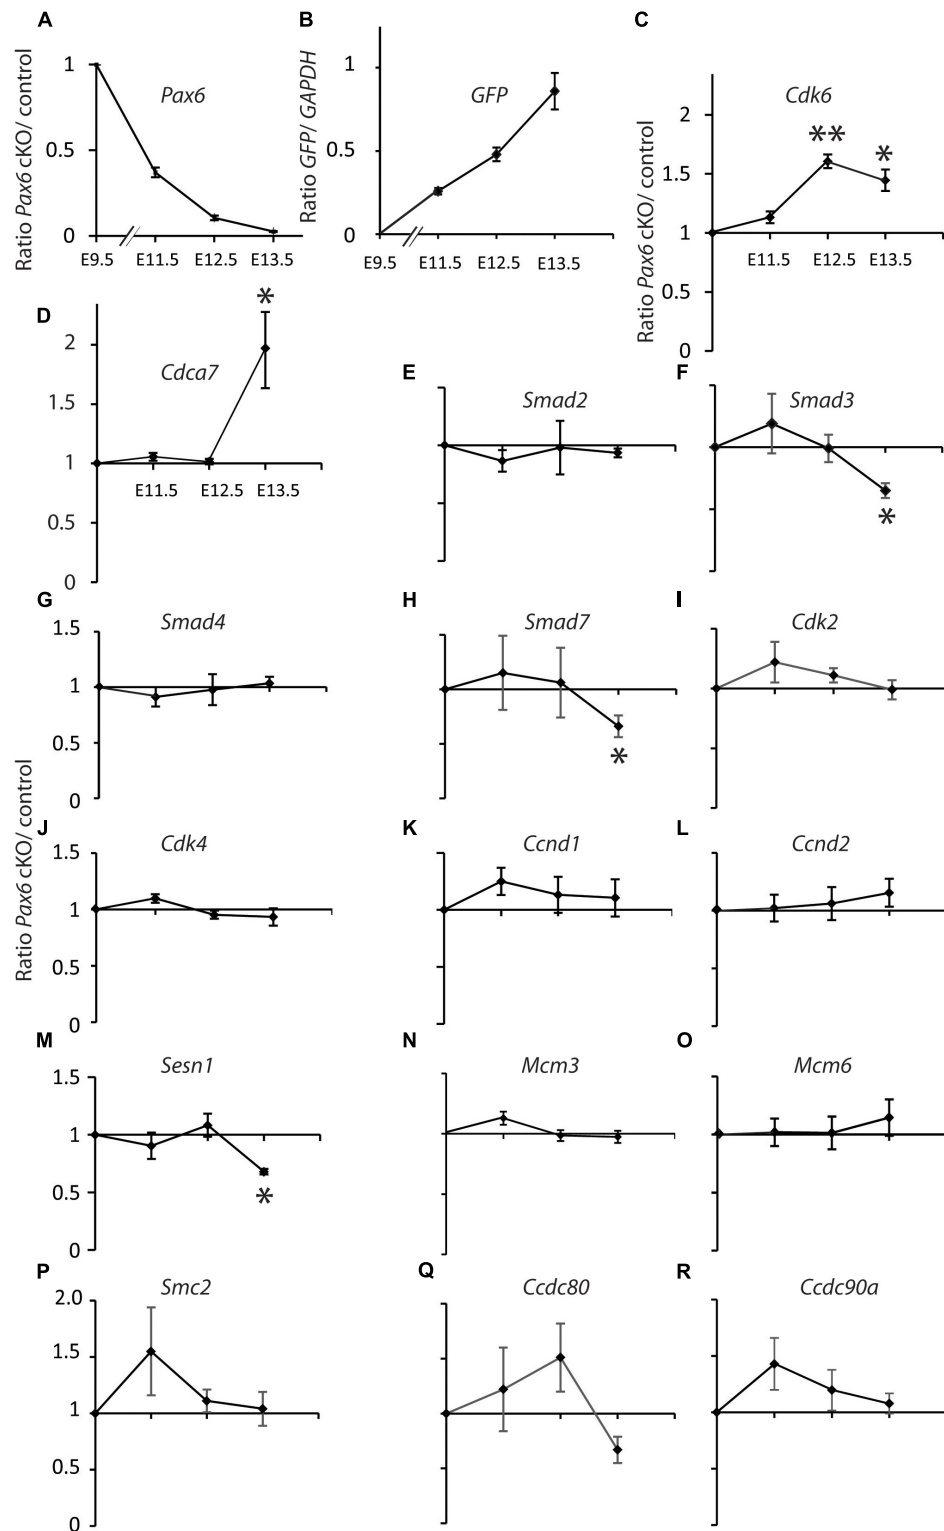 A
Ratio Pax6 cKO/ control
Pax6
1
0.5
0
E9.5
E11.5
E12.5
E13.5
B
Ratio GFP/ GAPDH
GFP
1
0.5
0
E9.5
E11.5
E12.5
E13.5
C
Ratio Pax6 cKO/ control
Cdk6
2
1.5
1
0.5
0
**
*
E11.5
E12.5
E13.5
D
Cdca7
*
2
1.5
1
0.5
0
E11.5
E12.5
E13.5
E
Smad2
F
Smad3
*
Ratio Pax6 cKO/ control
G
Smad4
1.5
1
0.5
0
H
Smad7
*
I
Cdk2
J
Cdk4
1.5
1
0.5
0
K
Ccnd1
L
Ccnd2
M
Sesn1
1.5
1
0.5
0
*
N
Mcm3
O
Mcm6
P
Smc2
2.0
1.5
1
0.5
0
Q
Ccdc80
R
Ccdc90a